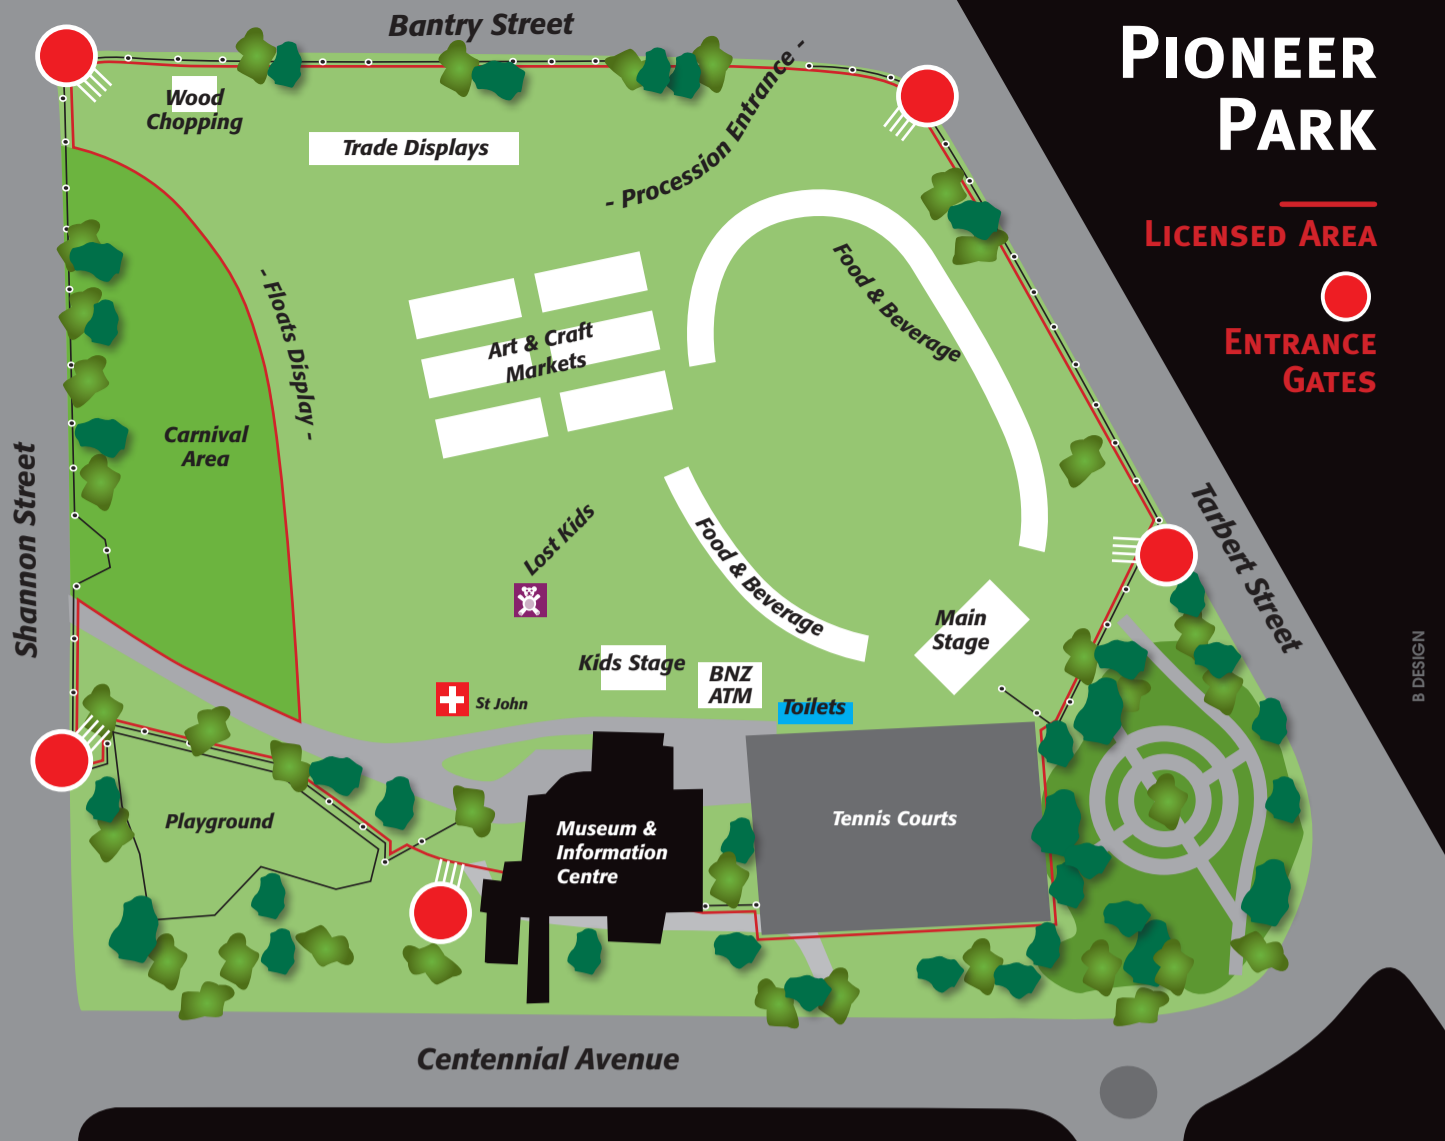 Bantry Street
PIONEER
PARK
LICENSED AREA
ENTRANCE
GATES
Wood
Chopping
Trade Displays
- Procession Entrance -
- Floats Display -
Food & Beverage
Art & Craft
Markets
Carnival
Area
Shannon Street
Tarbert Street
Lost Kids
Food & Beverage
Main
Stage
Kids Stage
BNZ
ATM
Toilets
St John
B DESIGN
Playground
Museum &
Information
Centre
Tennis Courts
Centennial Avenue